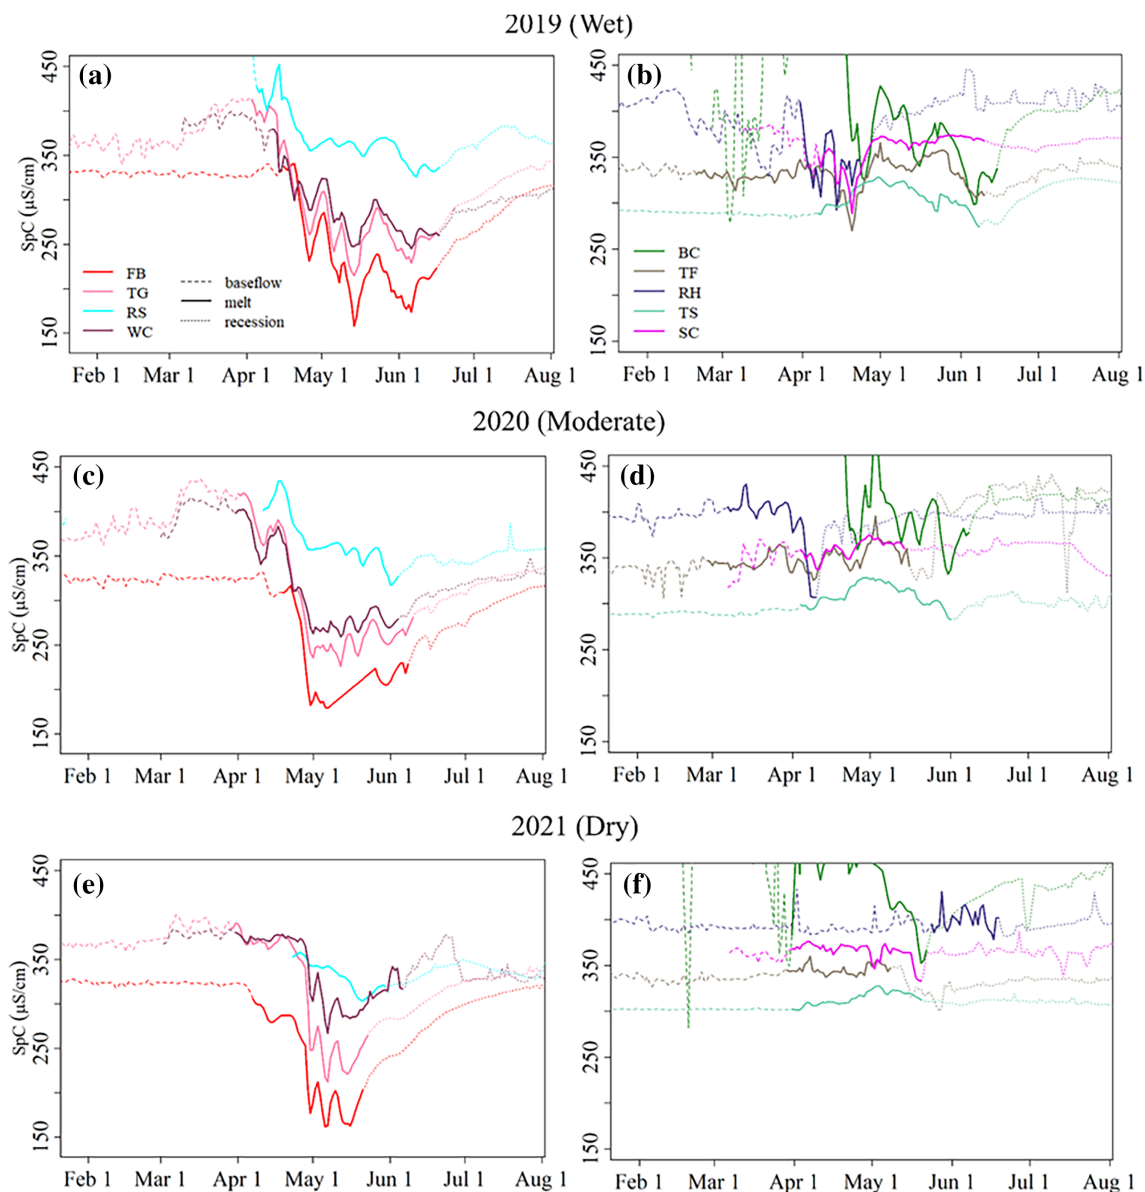 2019 (Wet)
(a)
450
350
250
150
SpC (μS/cm)
FB
TG
RS
WC
baseflow
melt
recession
Feb 1 Mar 1 Apr 1 May 1 Jun 1 Jul 1 Aug 1
(b)
450
350
250
150
BC
TF
RH
TS
SC
Feb 1 Mar 1 Apr 1 May 1 Jun 1 Jul 1 Aug 1
2020 (Moderate)
(c)
450
350
250
150
SpC (μS/cm)
Feb 1 Mar 1 Apr 1 May 1 Jun 1 Jul 1 Aug 1
(d)
450
350
250
150
Feb 1 Mar 1 Apr 1 May 1 Jun 1 Jul 1 Aug 1
2021 (Dry)
(e)
450
350
250
150
SpC (μS/cm)
Feb 1 Mar 1 Apr 1 May 1 Jun 1 Jul 1 Aug 1
(f)
450
350
250
150
Feb 1 Mar 1 Apr 1 May 1 Jun 1 Jul 1 Aug 1